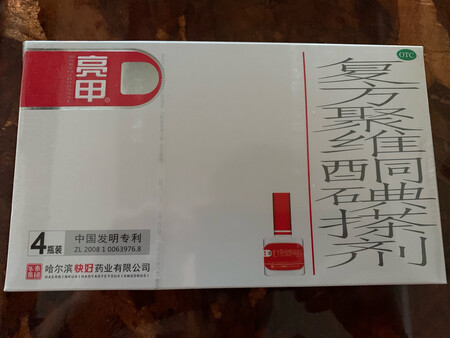 亮甲
®
OTC
复方聚维酮碘搽剂
4瓶装
中国发明专利
ZL 2008 1 0063976.8
哈尔滨快好药业有限公司